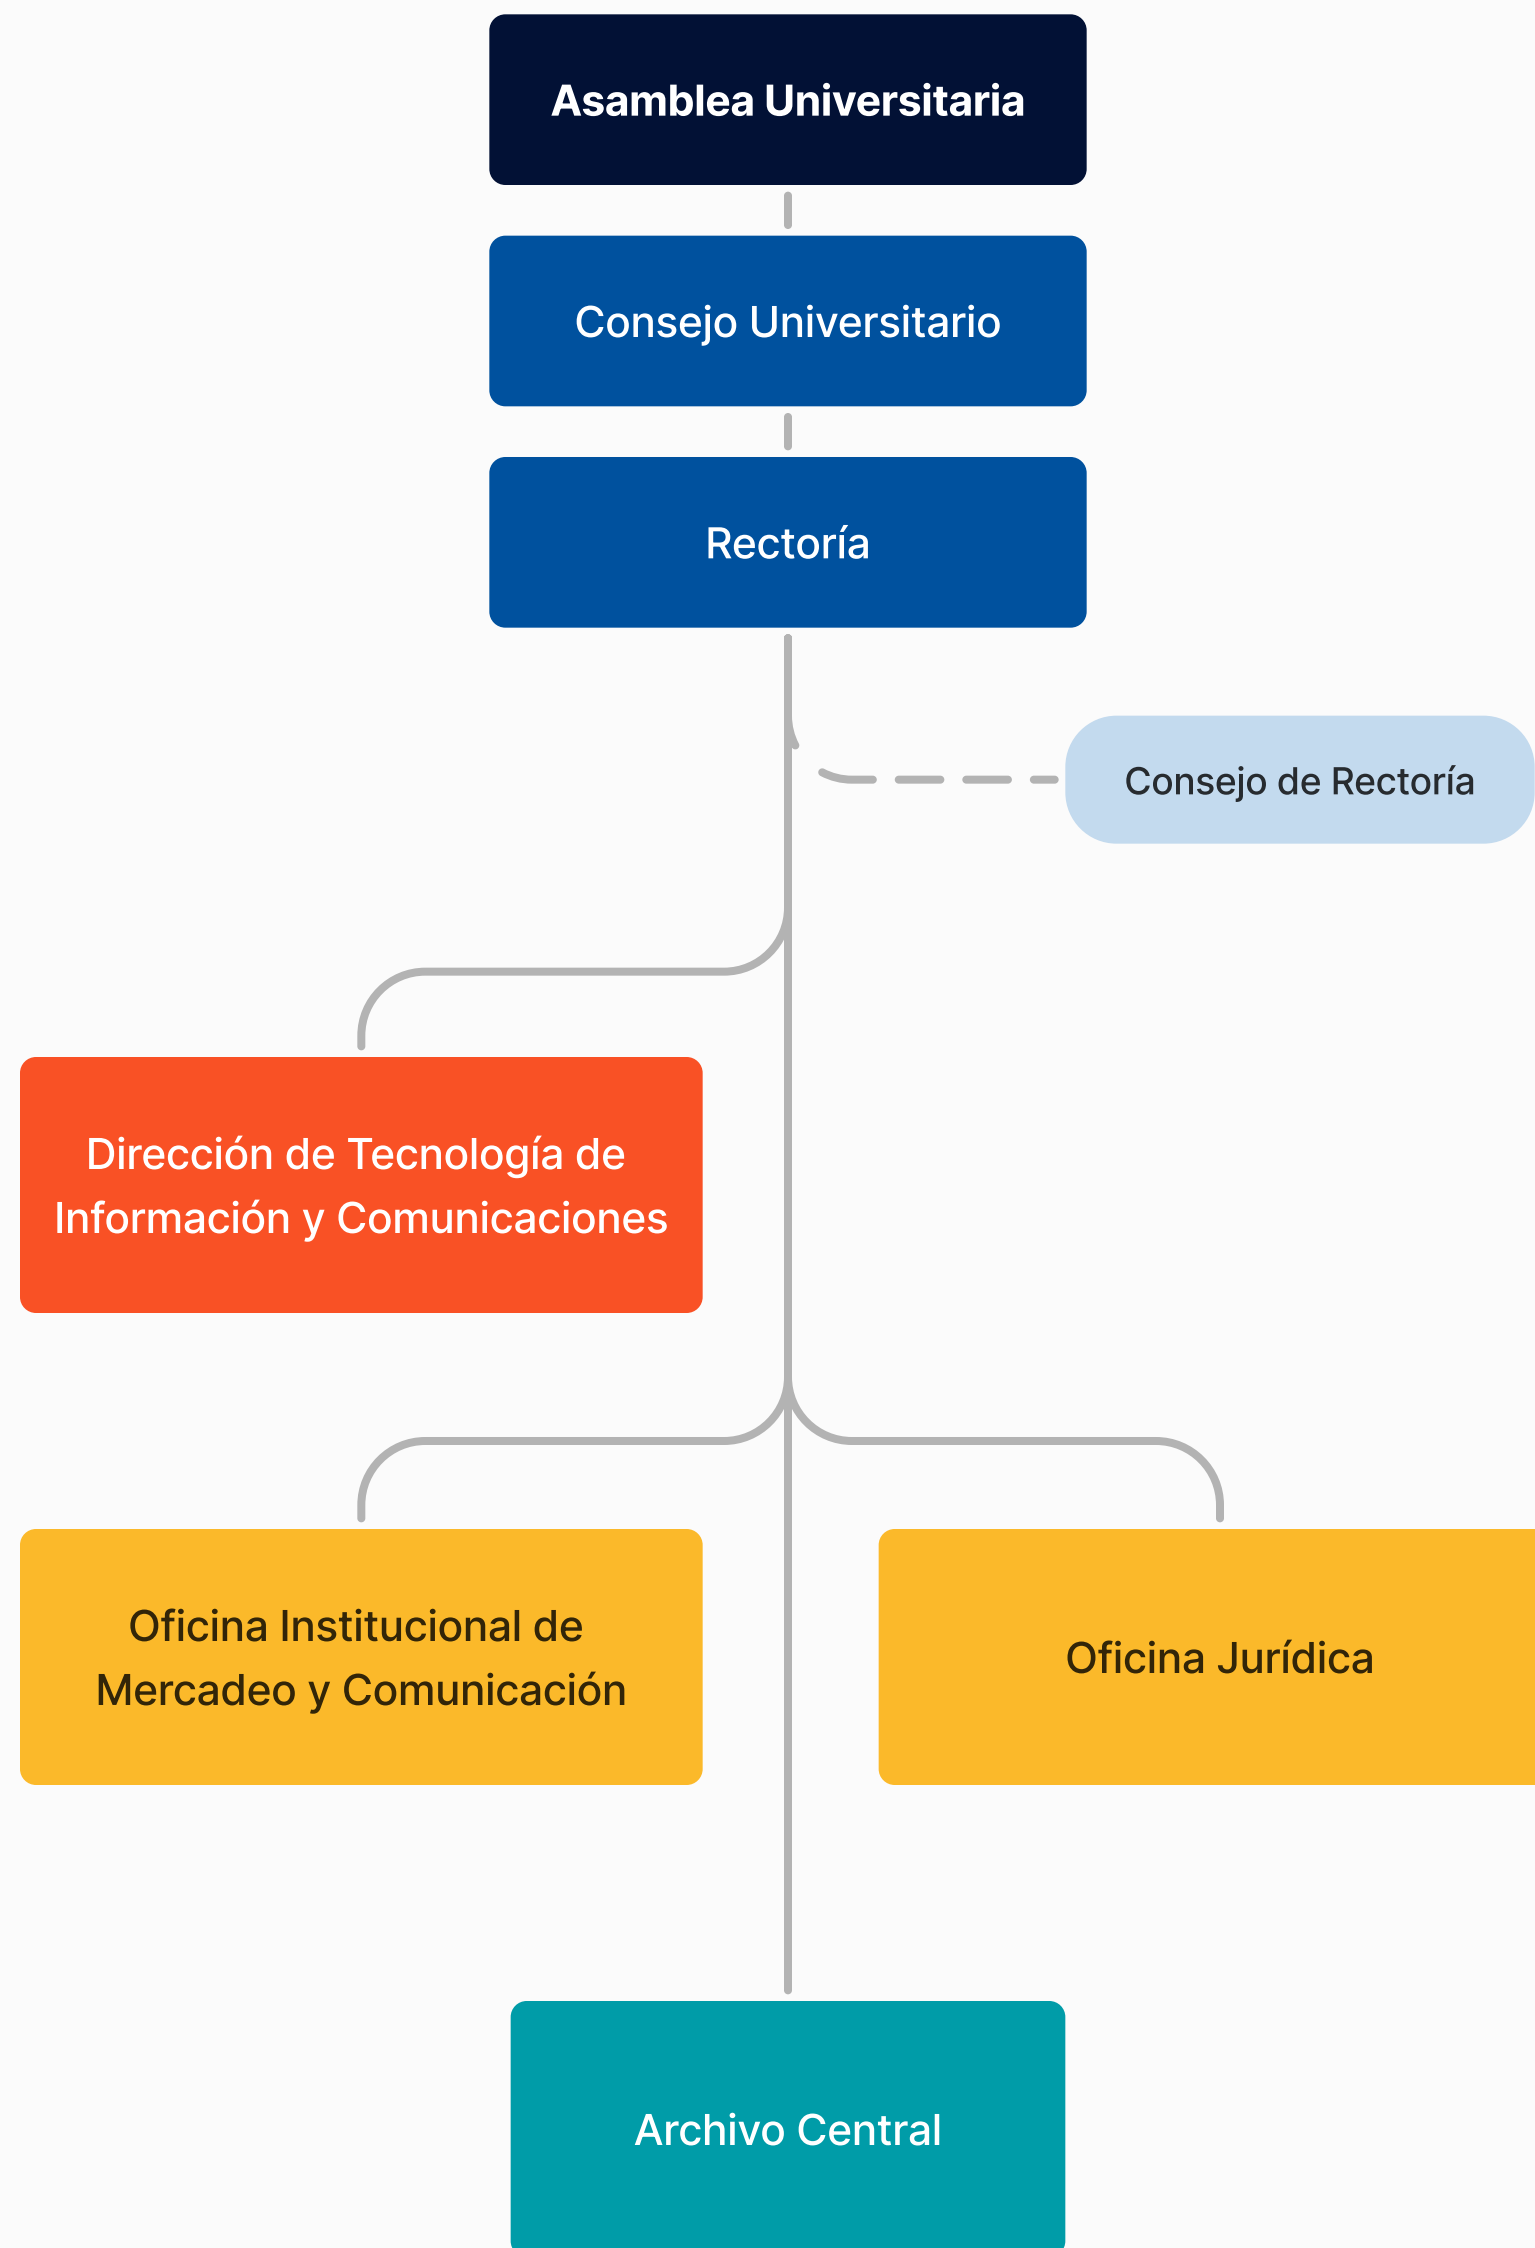 Asamblea Universitaria
Consejo Universitario
Rectoría
Consejo de Rectoría
Dirección de Tecnología de
Información y Comunicaciones
Oficina Institucional de
Mercadeo y Comunicación
Oficina Jurídica
Archivo Central